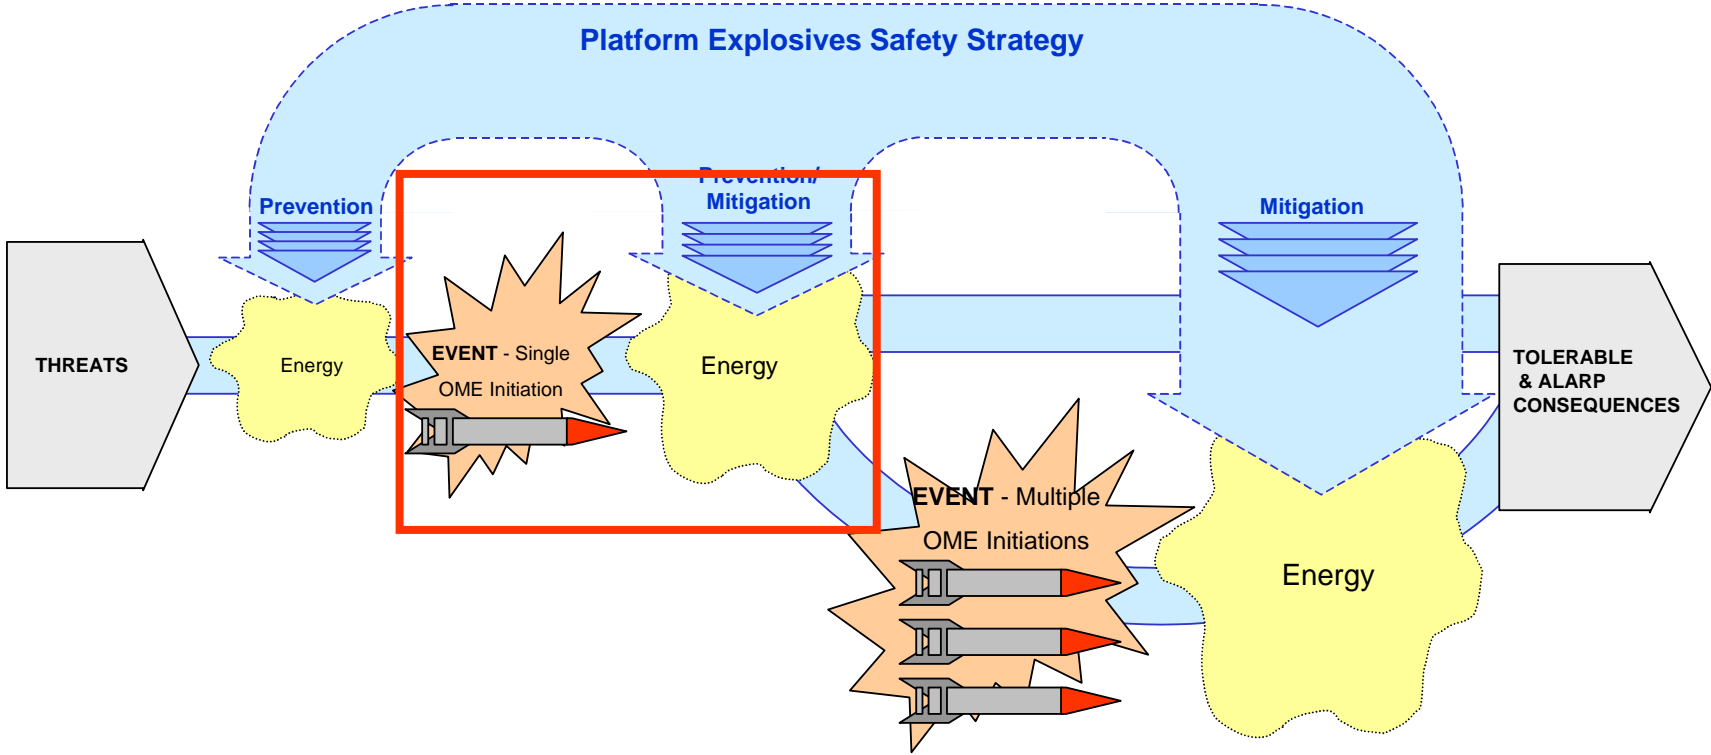 Platform Explosives Safety Strategy
Prevention
Prevention/
Mitigation
Mitigation
THREATS
Energy
EVENT - Single
OME Initiation
Energy
EVENT - Multiple
OME Initiations
Energy
TOLERABLE
& ALARP
CONSEQUENCES